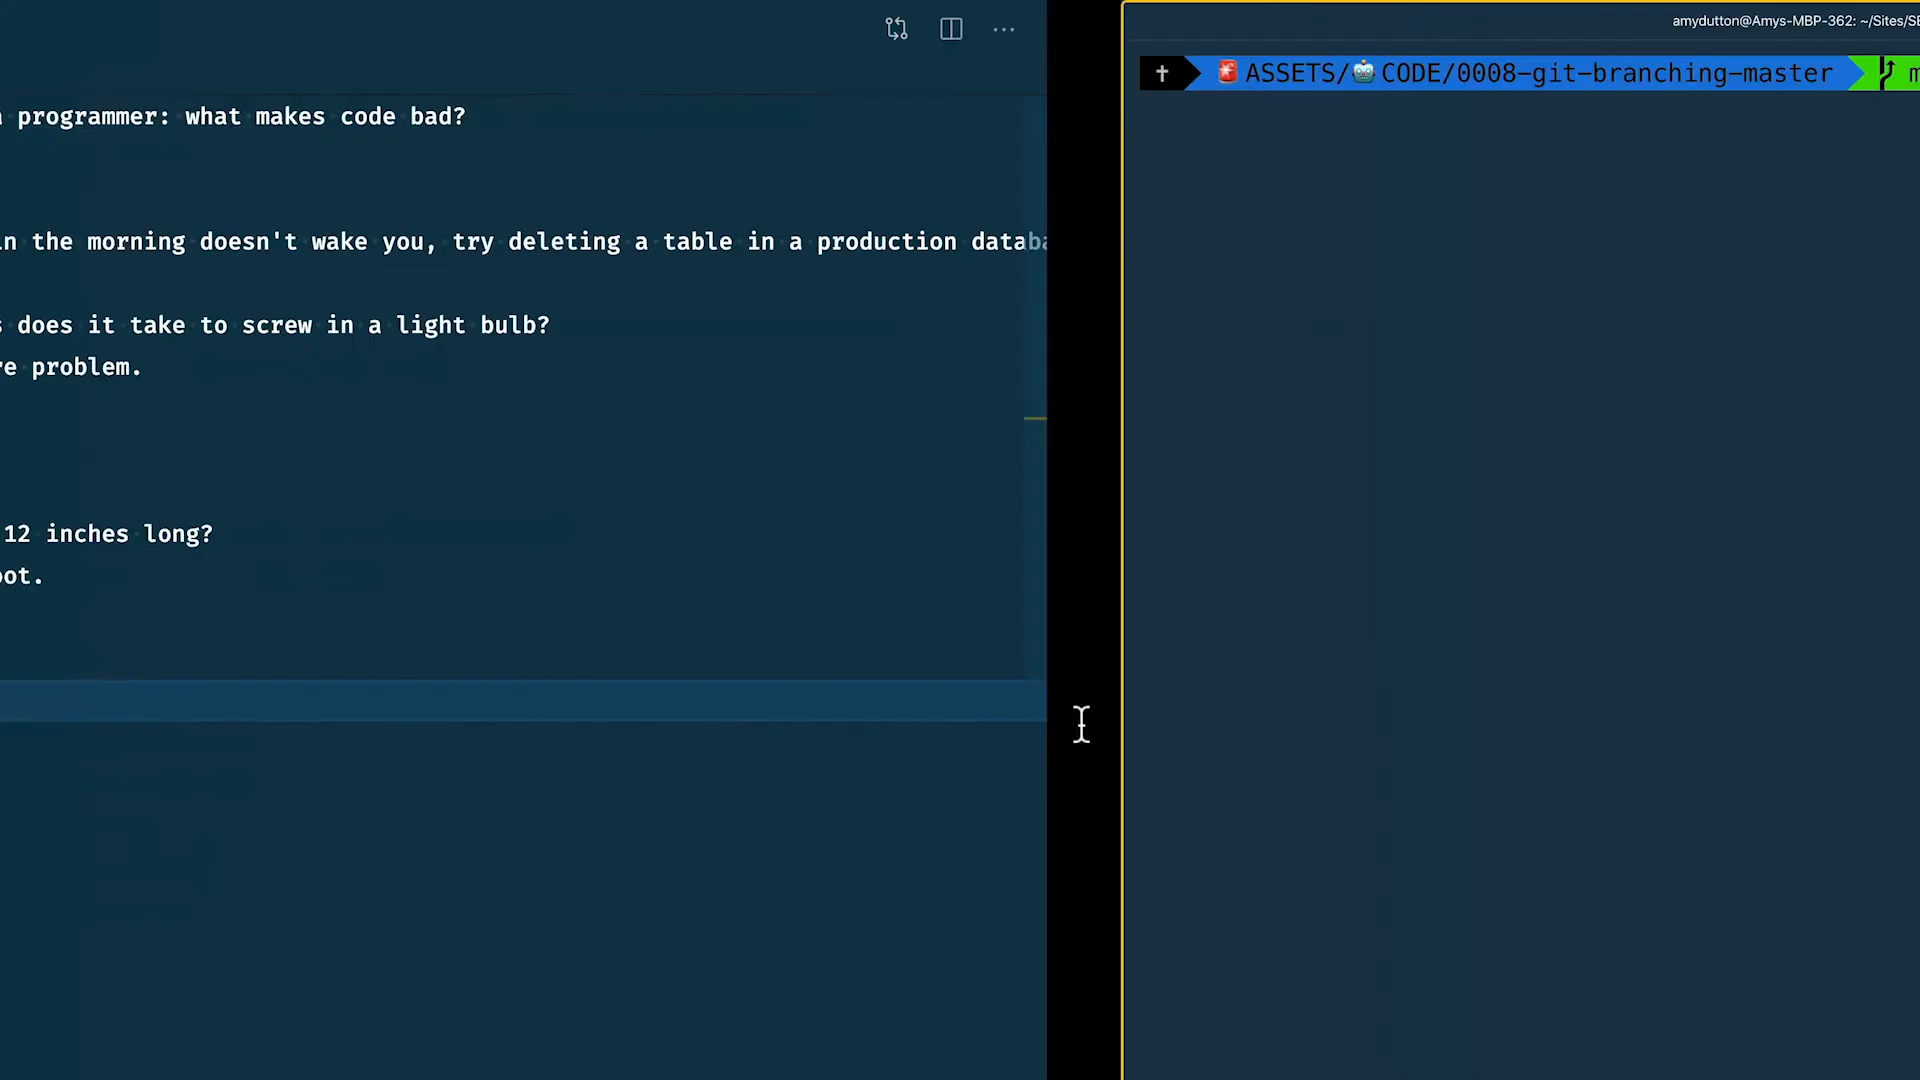 programmer: what makes code bad?
the morning doesn't wake you, try deleting a table in a production databa
does it take to screw in a light bulb?
problem.
12 inches long?
oot.
amydutton@Amys-MBP-362: ~/Sites/SE
✝ 🚨ASSETS/🤖CODE/0008-git-branching-master